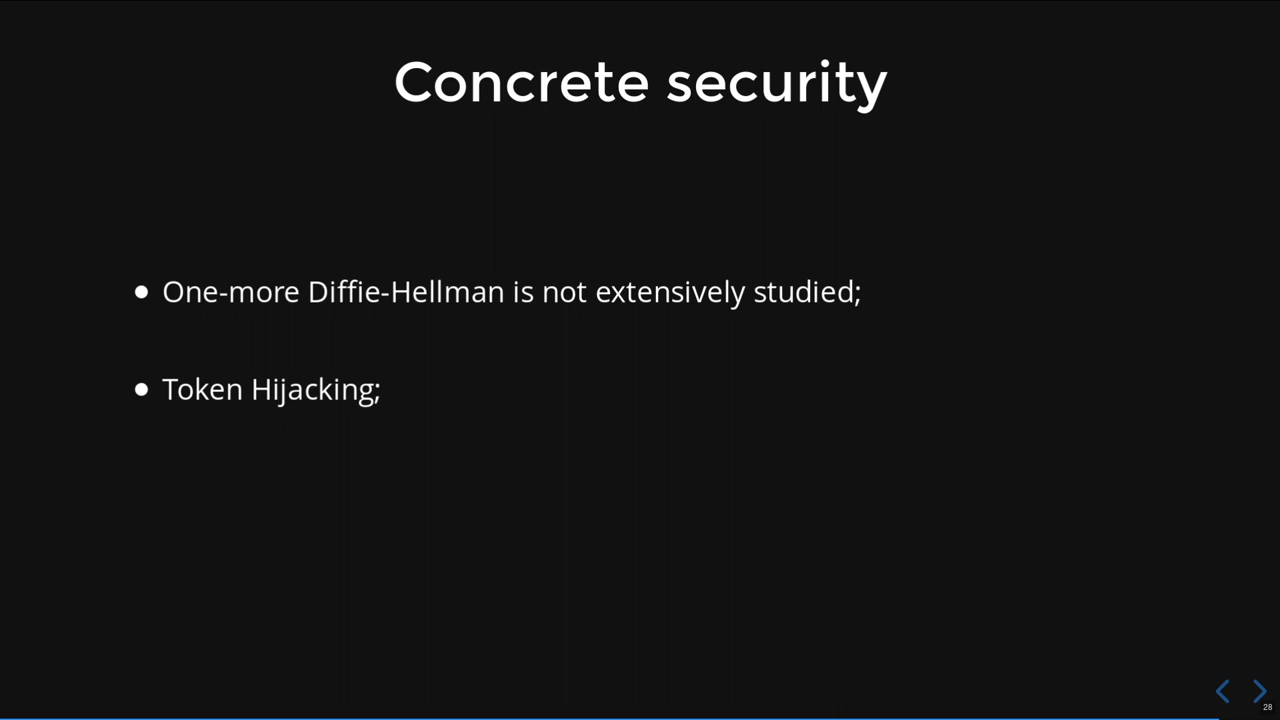 Concrete security
• One-more Diffie-Hellman is not extensively studied;
• Token Hijacking;
28